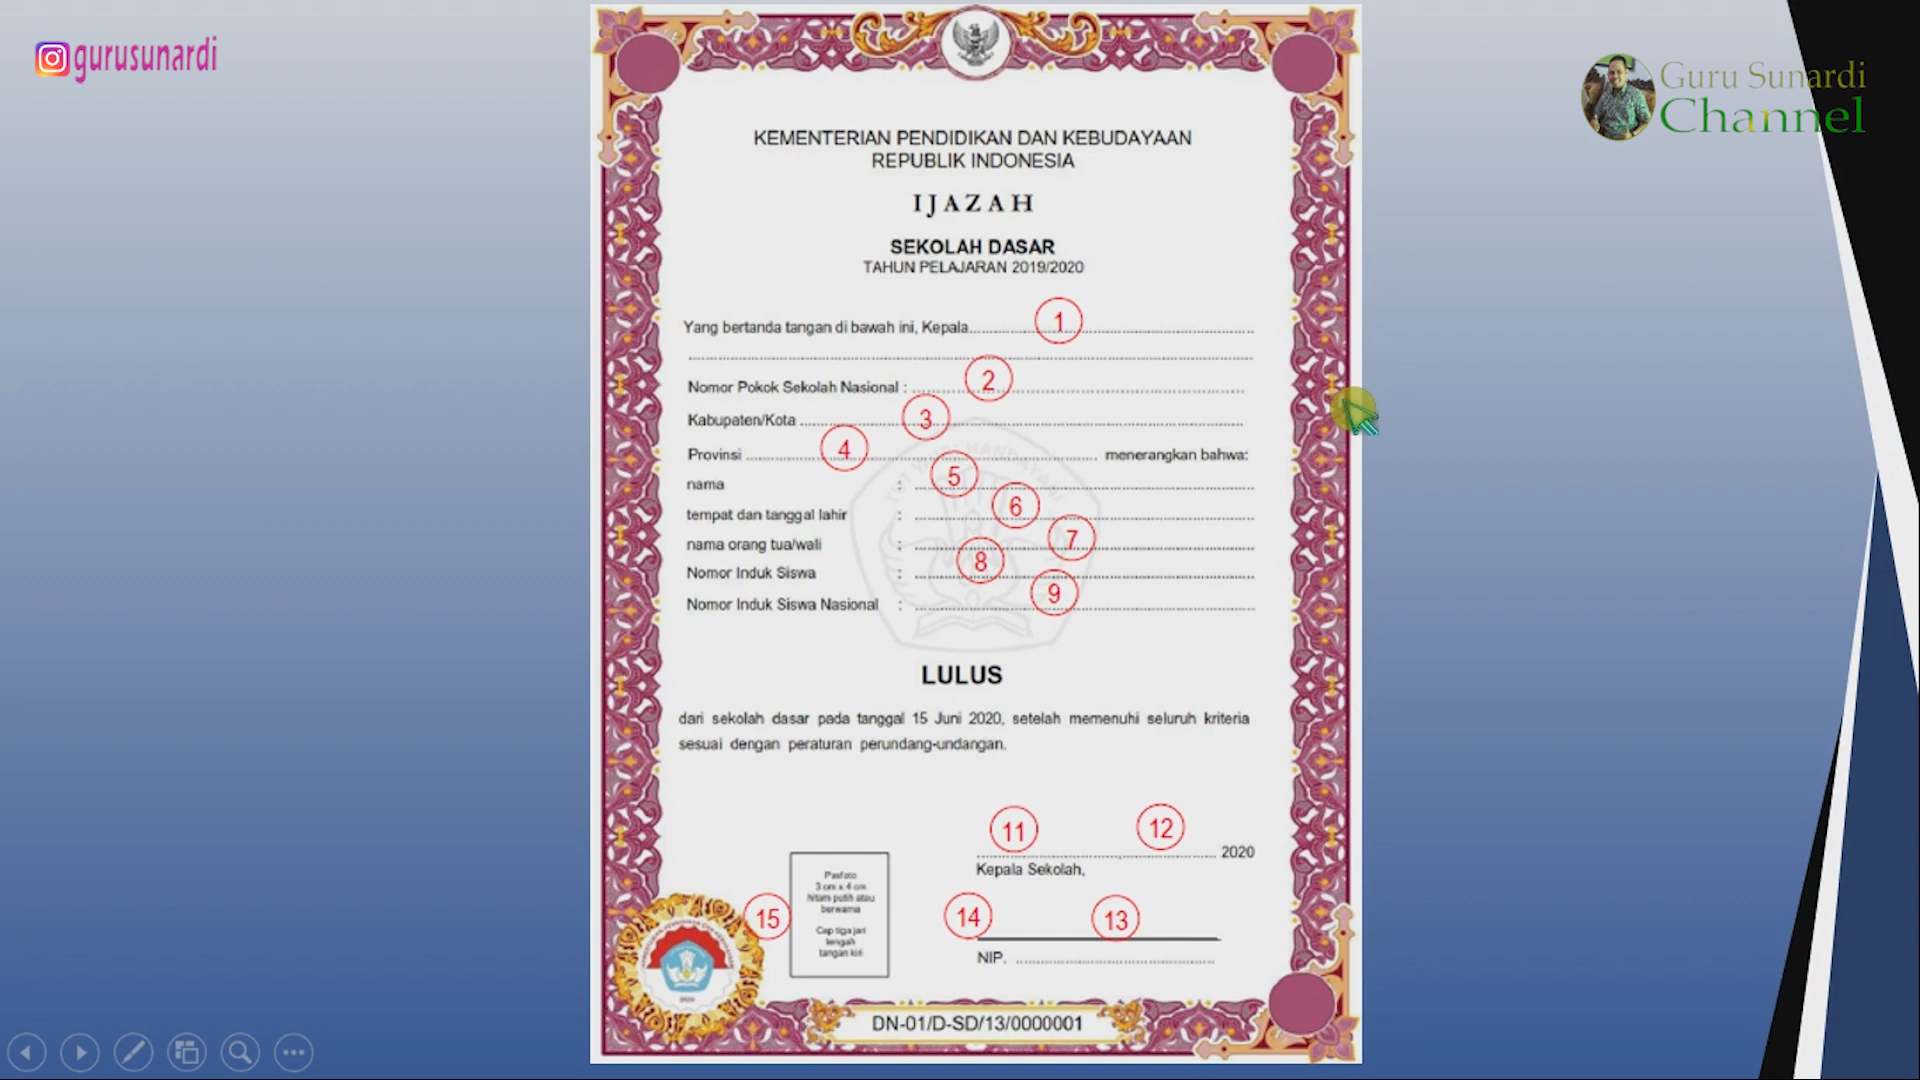 gurusunardi
Guru Sunardi
Channel
KEMENTERIAN PENDIDIKAN DAN KEBUDAYAAN
REPUBLIK INDONESIA
IJAZAH
SEKOLAH DASAR
TAHUN PELAJARAN 2019/2020
Yang bertanda tangan di bawah ini, Kepala.......... 1 ..........
Nomor Pokok Sekolah Nasional : .......... 2 ..........
Kabupaten/Kota .......... 3 ..........
Provinsi .......... 4 .......... menerangkan bahwa:
nama : 5
tempat dan tanggal lahir : 6
nama orang tua/wali : 7
Nomor Induk Siswa : 8
Nomor Induk Siswa Nasional : 9
LULUS
dari sekolah dasar pada tanggal 15 Juni 2020, setelah memenuhi seluruh kriteria
sesuai dengan peraturan perundang-undangan.
11 12
.........., .......... 2020
Kepala Sekolah,
14 13
NIP. ..........
15
Pasfoto
3 cm x 4 cm
hitam putih atau
berwarna
Cap tiga jari
tengah
tangan kiri
2020
DN-01/D-SD/13/0000001